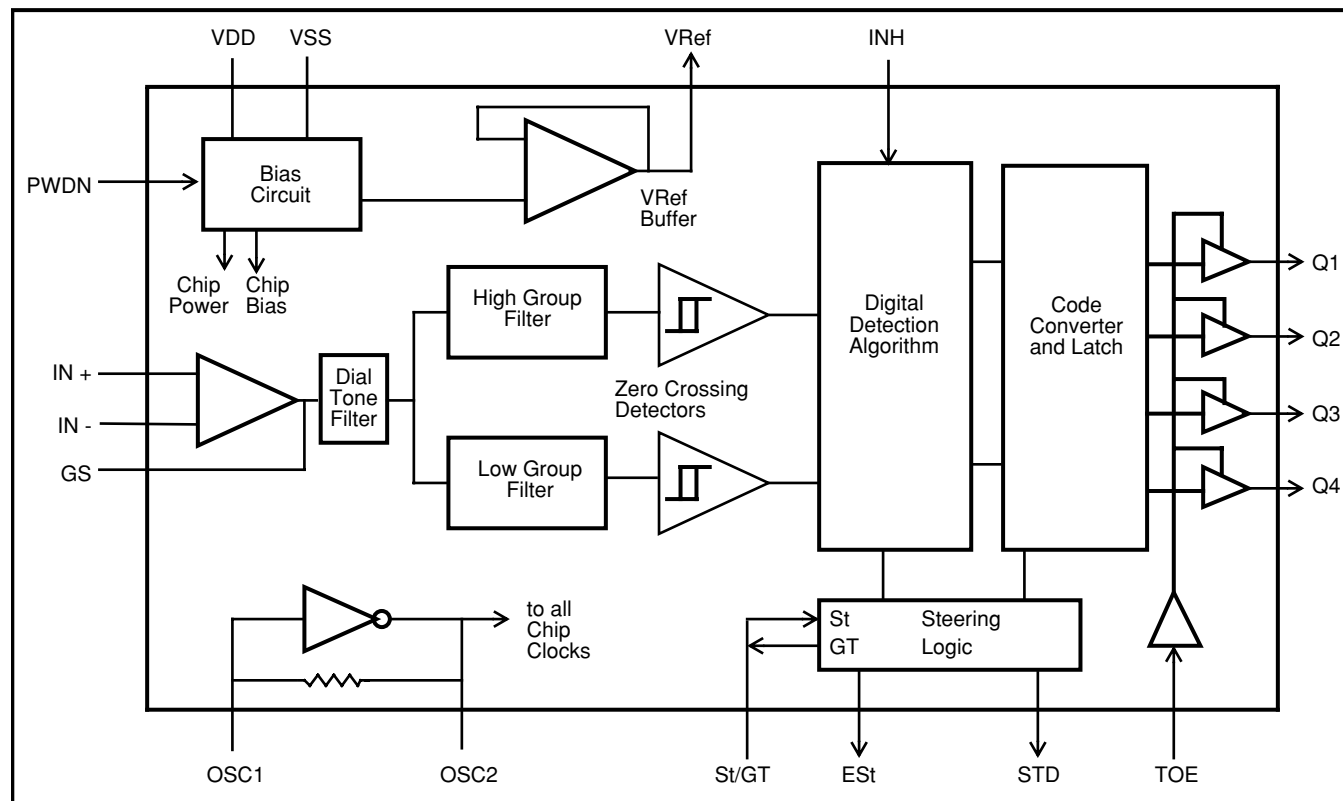 VDD
VSS
VRef
INH
PWDN
Bias
Circuit
VRef
Buffer
Chip
Power
Chip
Bias
High Group
Filter
Digital
Detection
Algorithm
Code
Converter
and Latch
Q1
Q2
Q3
Q4
IN +
IN -
GS
Dial
Tone
Filter
Zero Crossing
Detectors
Low Group
Filter
to all
Chip
Clocks
St
GT
Steering
Logic
OSC1
OSC2
St/GT
ESt
STD
TOE